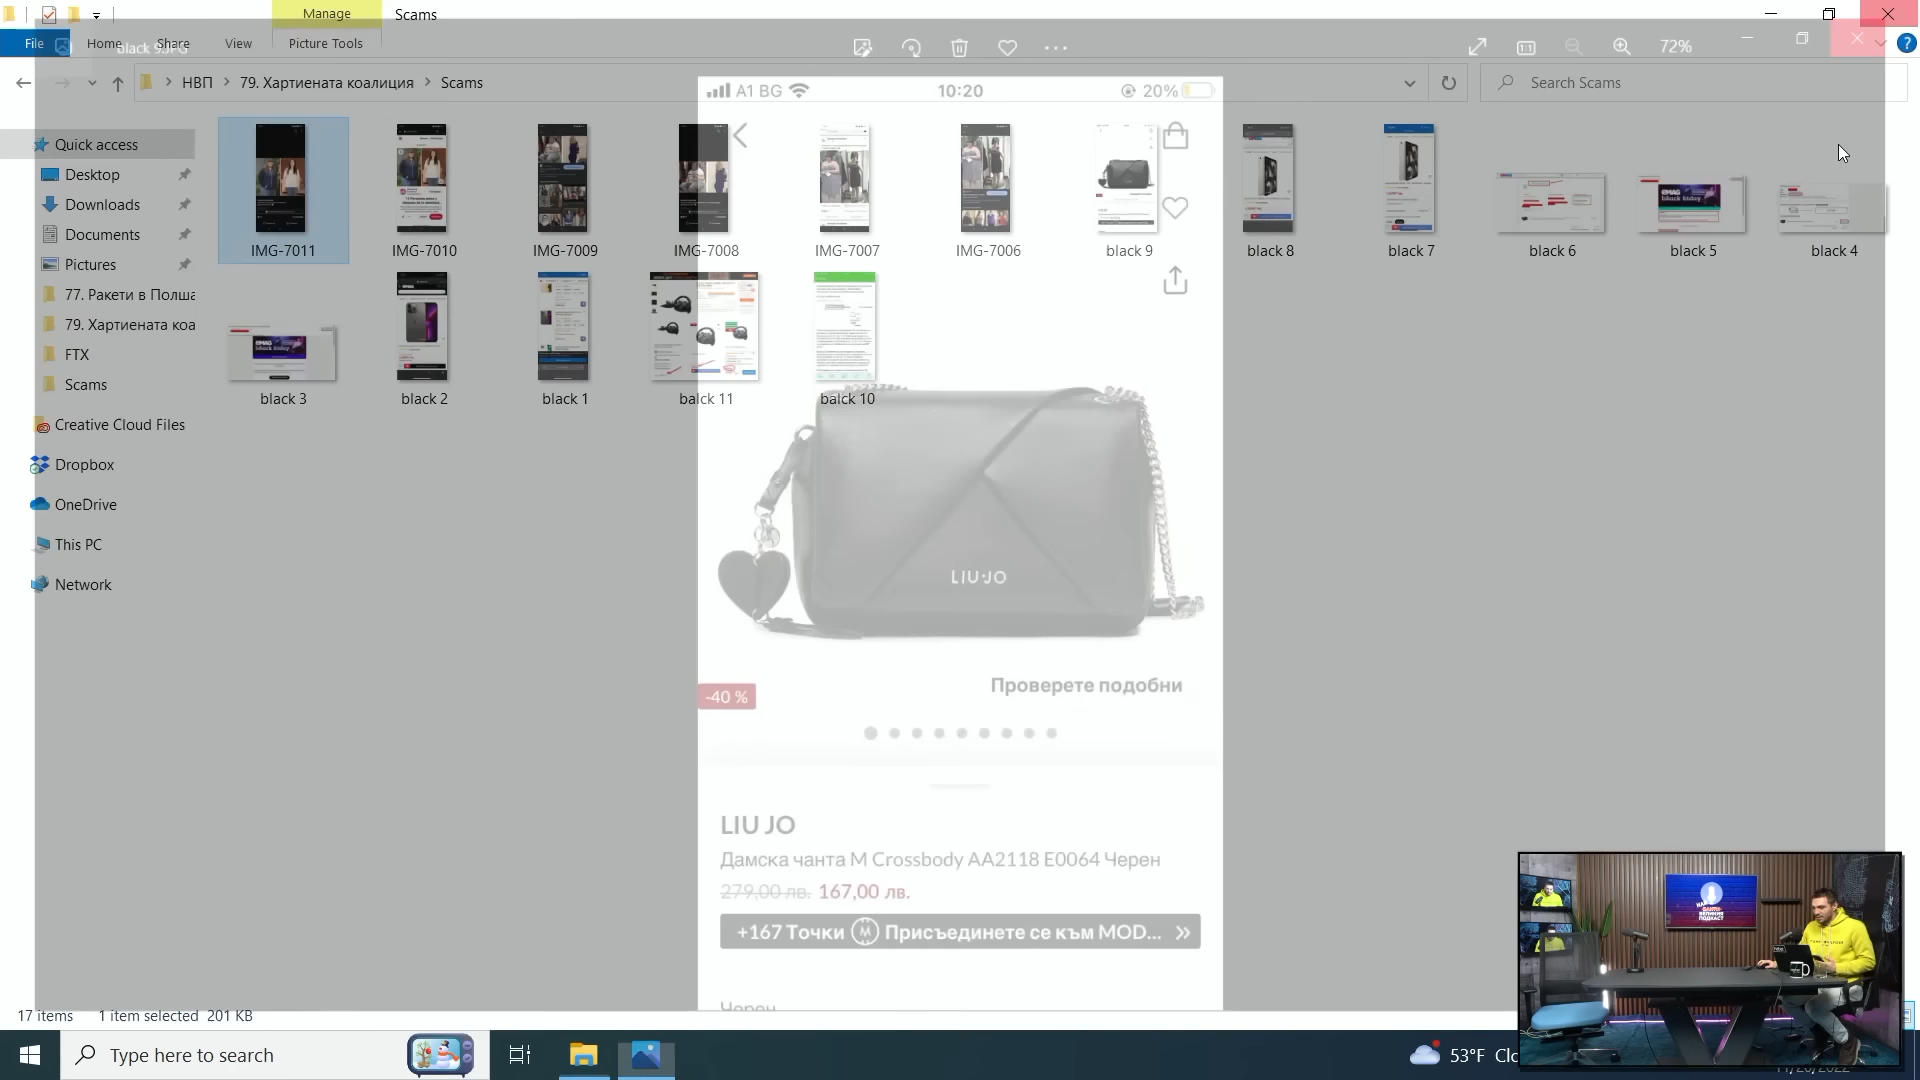 Manage
Scams
File
Home
Share
View
Picture Tools
72%
НВП
79. Хартиената коалиция
Scams
Search Scams
A1 BG
10:20
20%
Quick access
Desktop
Downloads
Documents
Pictures
77. Ракети в Полша
79. Хартиената коа
FTX
Scams
Creative Cloud Files
Dropbox
OneDrive
This PC
Network
IMG-7011
IMG-7010
IMG-7009
IMG-7008
IMG-7007
IMG-7006
black 9
black 8
black 7
black 6
black 5
black 4
black 3
black 2
black 1
balck 11
balck 10
LIU·JO
-40 %
Проверете подобни
LIU JO
Дамска чанта M Crossbody AA2118 E0064 Черен
279,00 лв. 167,00 лв.
+167 Точки M Присъединете се към MOD...
Черен
17 items
1 item selected 201 KB
Type here to search
53°F